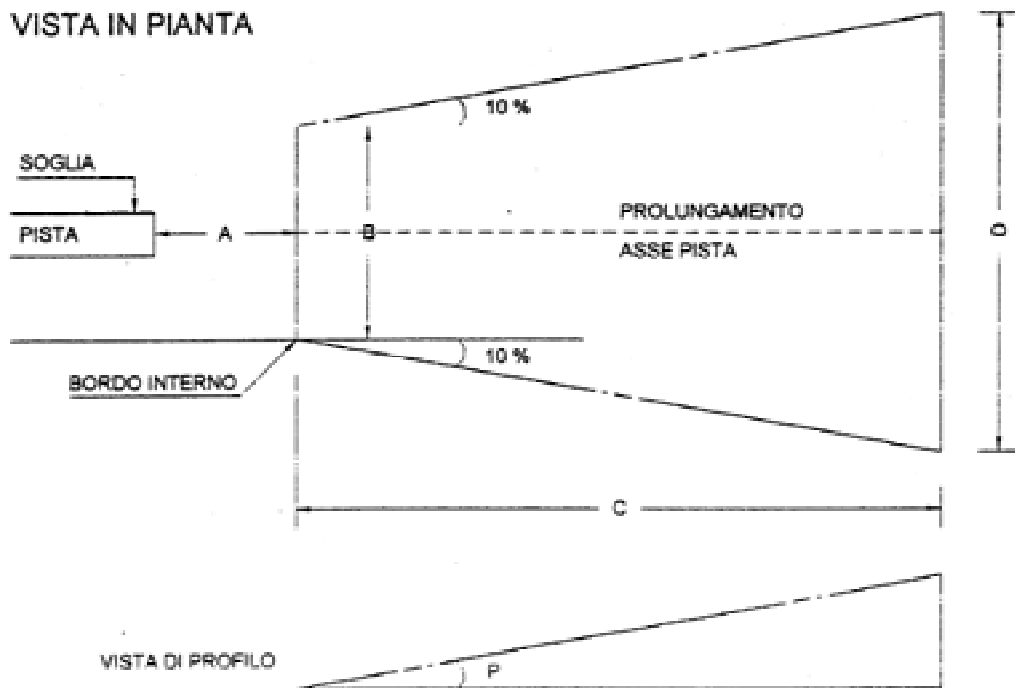 VISTA IN PIANTA
10 %
SOGLIA
PISTA
A
B
PROLUNGAMENTO
ASSE PISTA
D
10 %
BORDO INTERNO
C
VISTA DI PROFILO
P